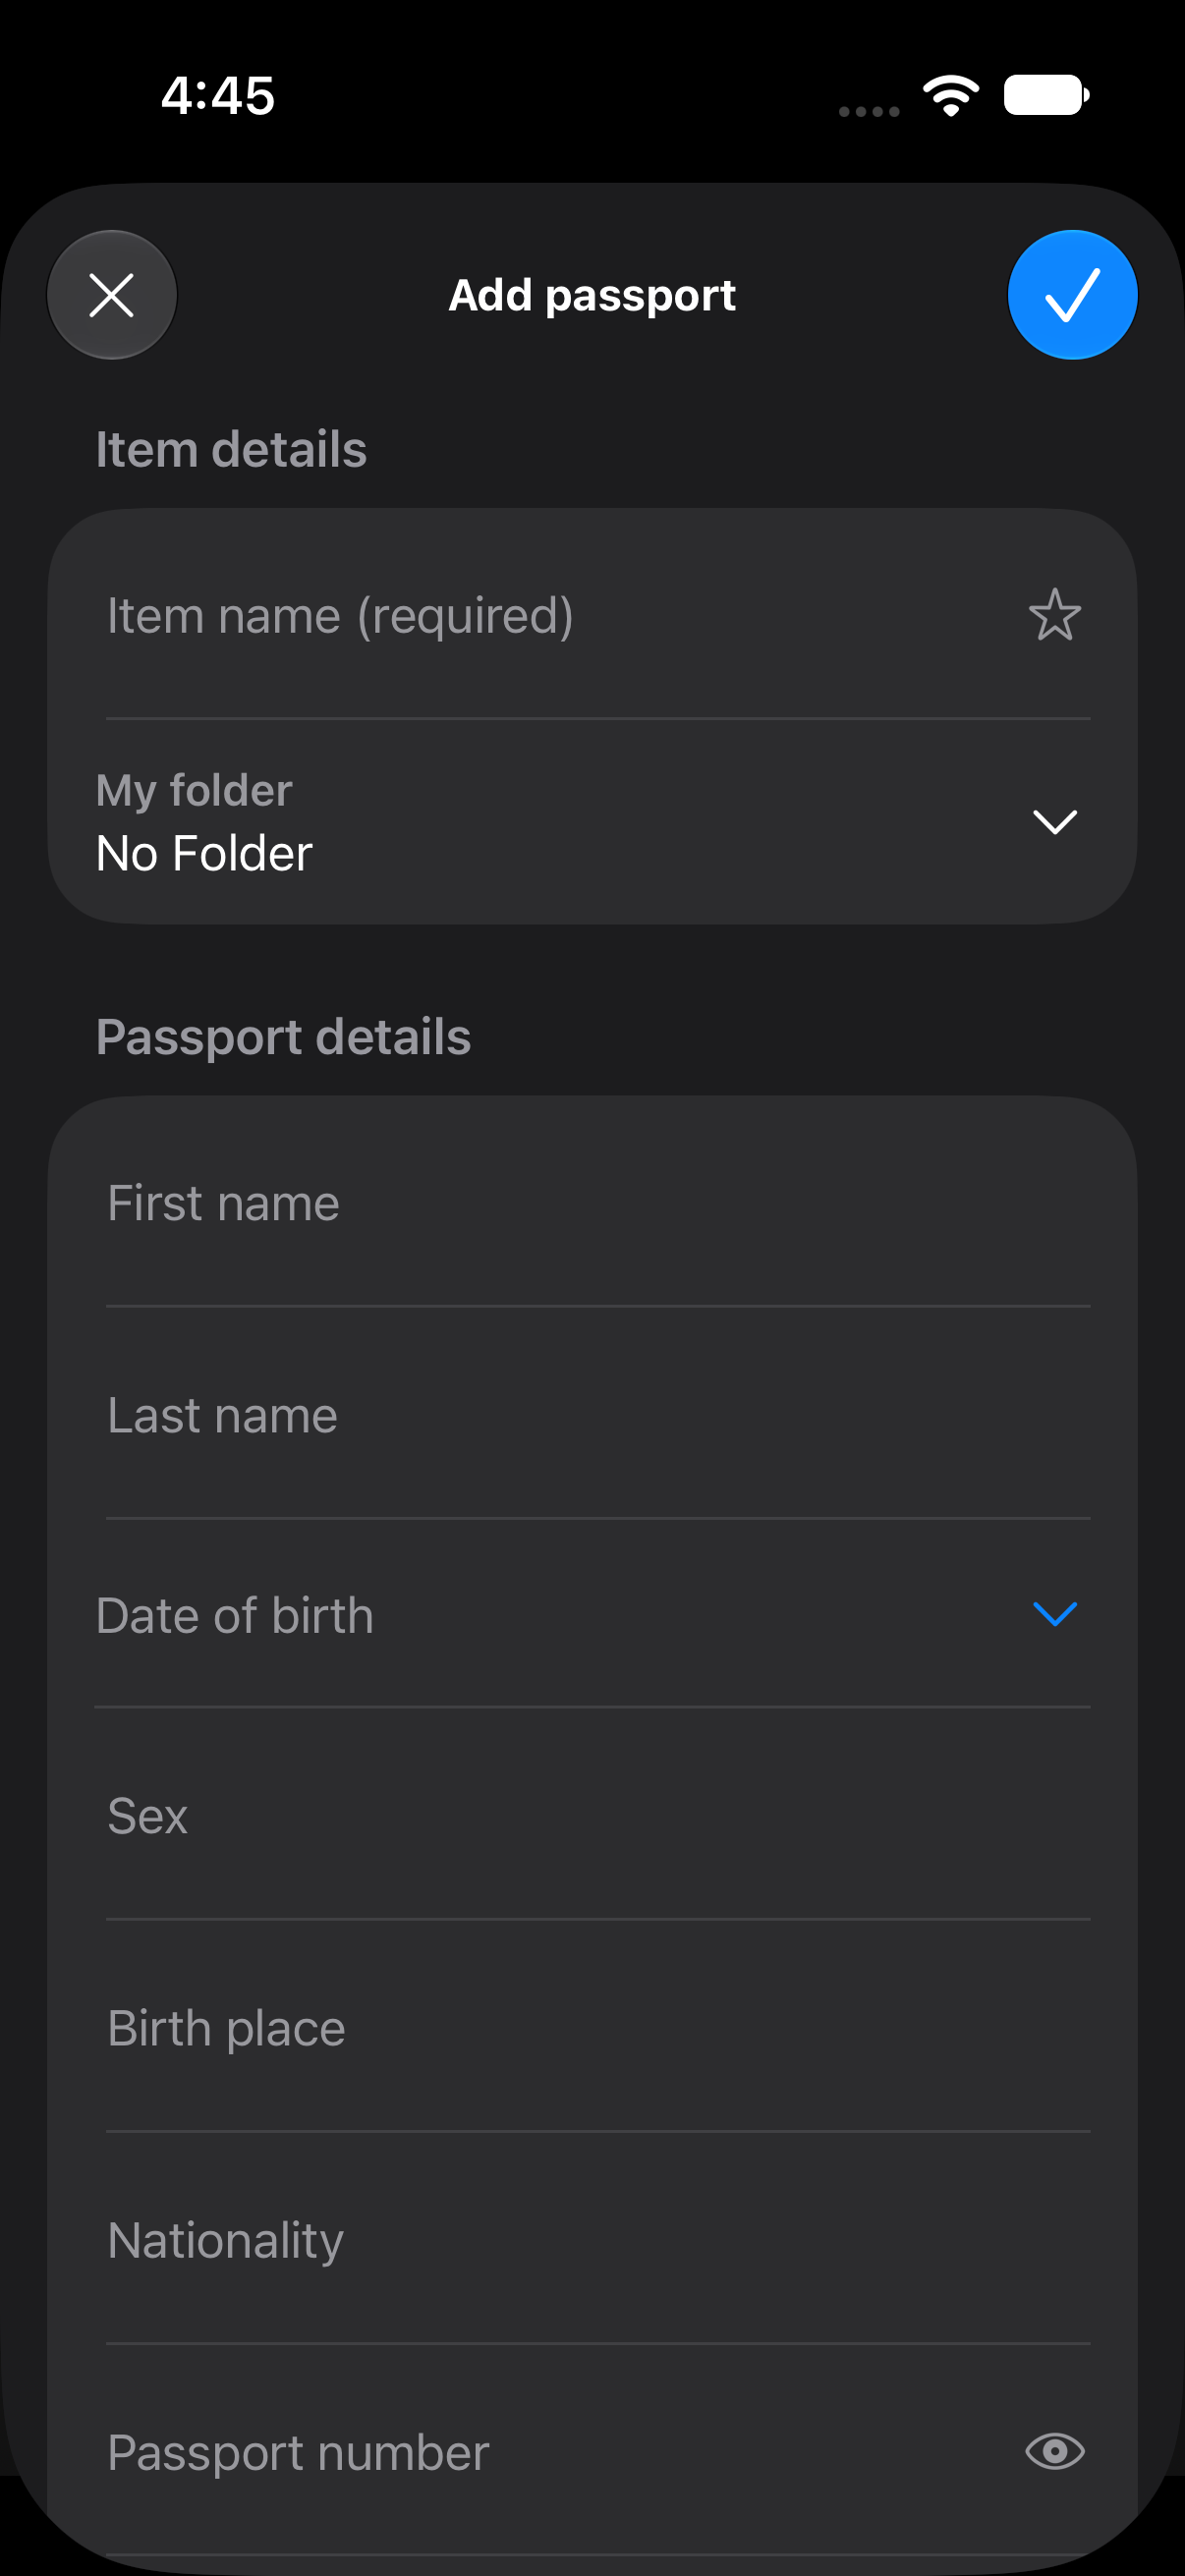 4:45
Add passport
Item details
Item name (required)
My folder
No Folder
Passport details
First name
Last name
Date of birth
Sex
Birth place
Nationality
Passport number